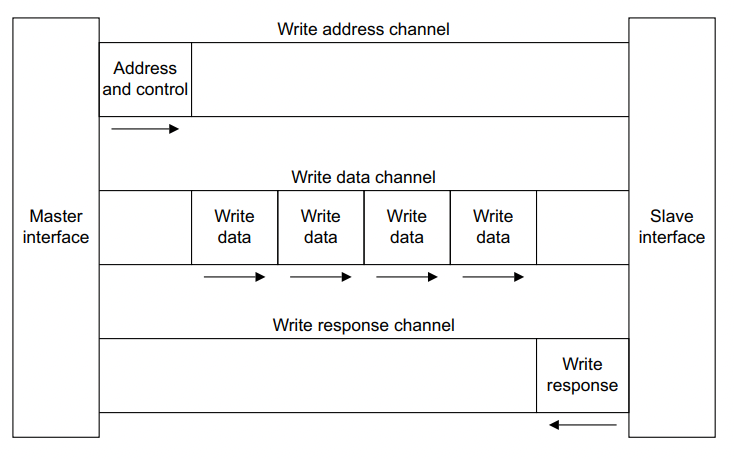 Write address channel
Address
and control
Write data channel
Master
interface
Write
data
Write
data
Write
data
Write
data
Slave
interface
Write response channel
Write
response